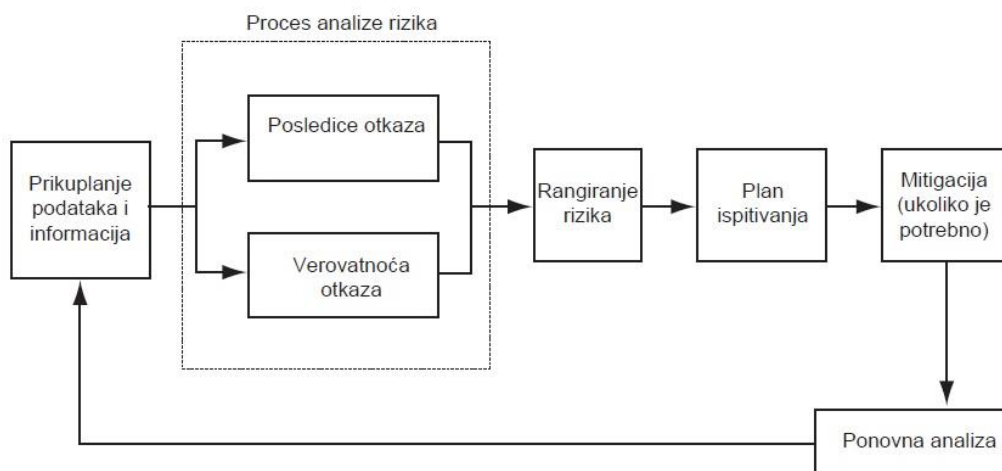 Proces analize rizika
Prikuplanje
podataka i
informacija
Posledice otkaza
Verovatnoća
otkaza
Rangiranje
rizika
Plan
ispitivanja
Mitigacija
(ukoliko je
potrebno)
Ponovna analiza